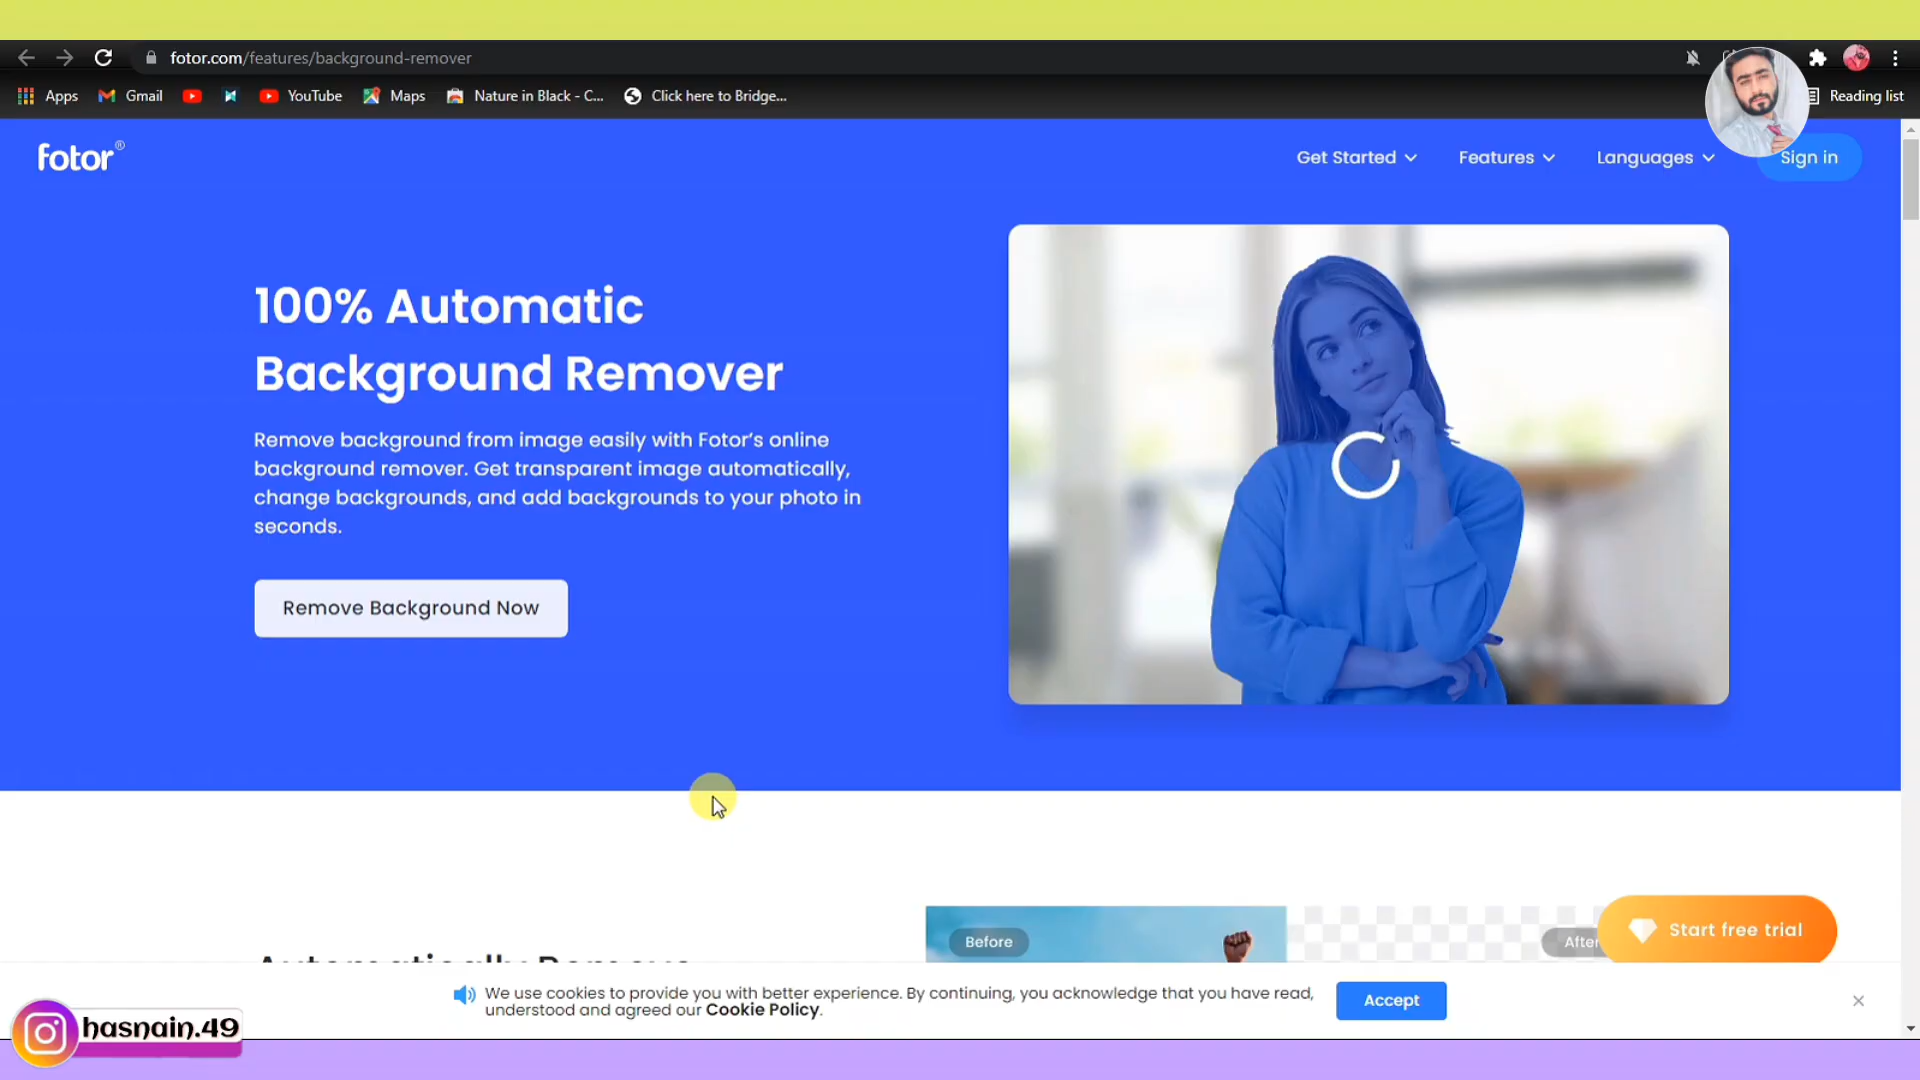 fotor.com/features/background-remover
Apps
Gmail
YouTube
Maps
Nature in Black - C...
Click here to Bridge...
Reading list
fotor®
Get Started
Features
Languages
Sign in
100% Automatic
Background Remover
Remove background from image easily with Fotor's online
background remover. Get transparent image automatically,
change backgrounds, and add backgrounds to your photo in
seconds.
Remove Background Now
Before
After
Start free trial
Automatically Remove
We use cookies to provide you with better experience. By continuing, you acknowledge that you have read,
understood and agreed our Cookie Policy.
Accept
hasnain.49